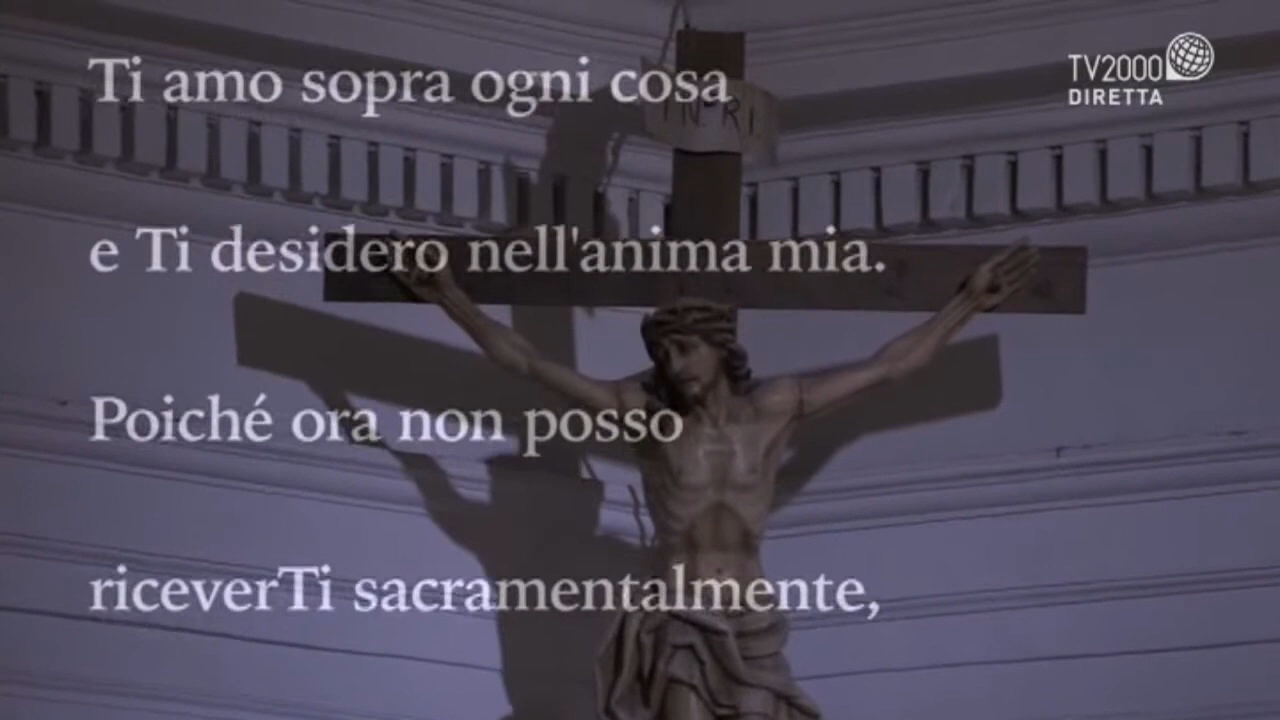 Ti amo sopra ogni cosa
TV2000
DIRETTA
I.N.R.I.
e Ti desidero nell'anima mia.
Poiché ora non posso
riceverTi sacramentalmente,